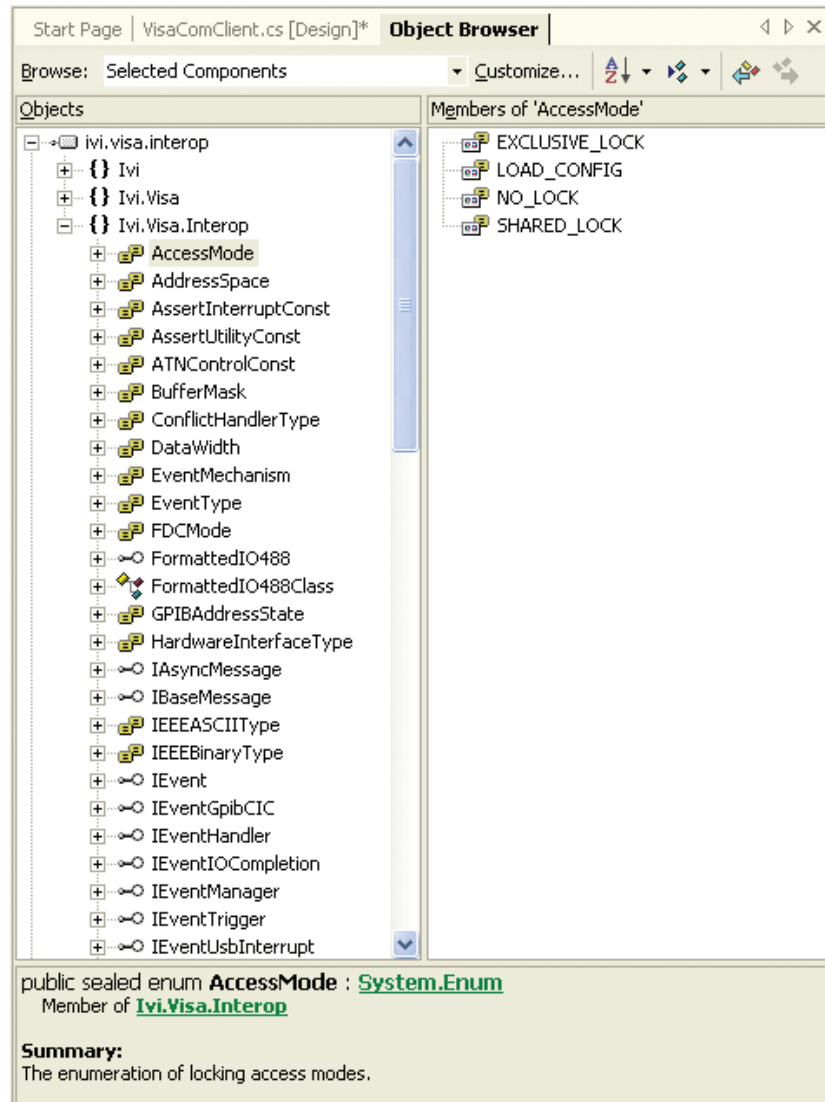 Start Page VisaComClient.cs [Design]* Object Browser
Browse: Selected Components Customize...
Objects
ivi.visa.interop
{} Ivi
{} Ivi.Visa
{} Ivi.Visa.Interop
AccessMode
AddressSpace
AssertInterruptConst
AssertUtilityConst
ATNControlConst
BufferMask
ConflictHandlerType
DataWidth
EventMechanism
EventType
FDCMode
FormattedIO488
FormattedIO488Class
GPIBAddressState
HardwareInterfaceType
IAsyncMessage
IBaseMessage
IEEEASCIIType
IEEEBinaryType
IEvent
IEventGpibCIC
IEventHandler
IEventIOCompletion
IEventManager
IEventTrigger
IEventUsbInterrupt
Members of 'AccessMode'
EXCLUSIVE_LOCK
LOAD_CONFIG
NO_LOCK
SHARED_LOCK
public sealed enum AccessMode : System.Enum
Member of Ivi.Visa.Interop
Summary:
The enumeration of locking access modes.